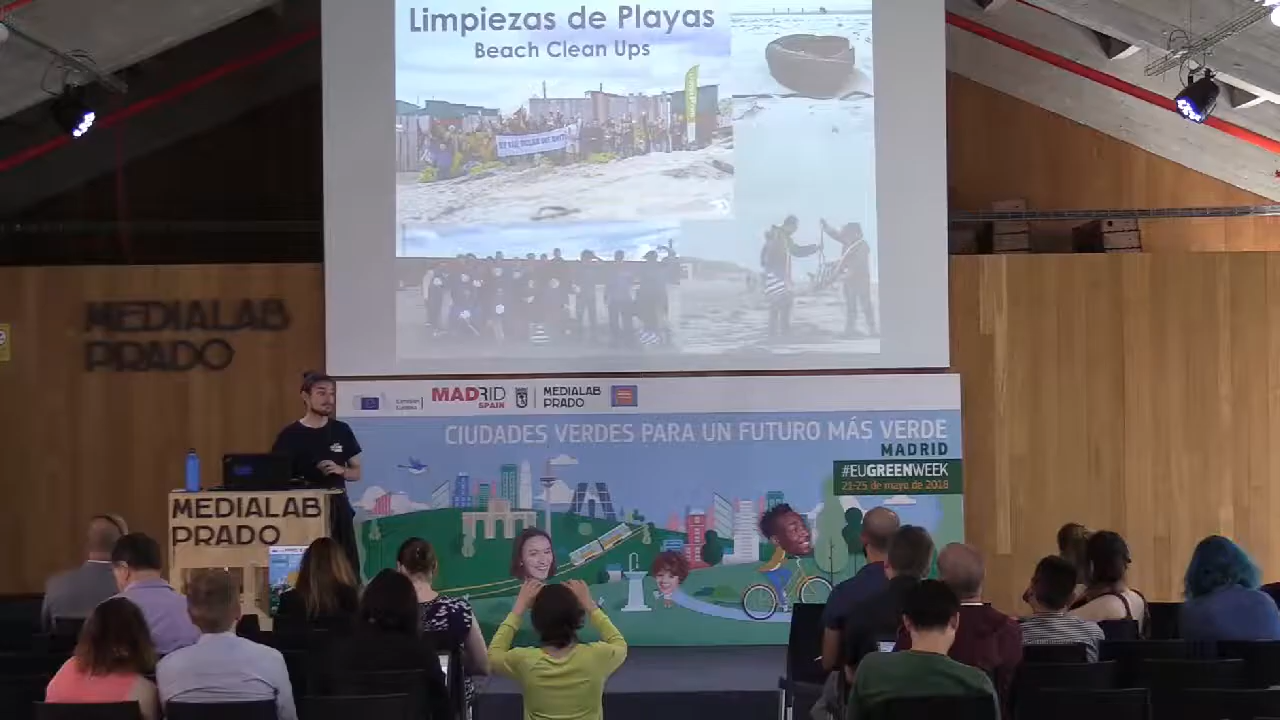 Limpiezas de Playas
Beach Clean Ups
MEDIALAB
PRADO
MADRID
SPAIN
MEDIALAB
PRADO
CIUDADES VERDES PARA UN FUTURO MÁS VERDE
MADRID
#EUGREENWEEK
21-25 de mayo de 2018
MEDIALAB
PRADO